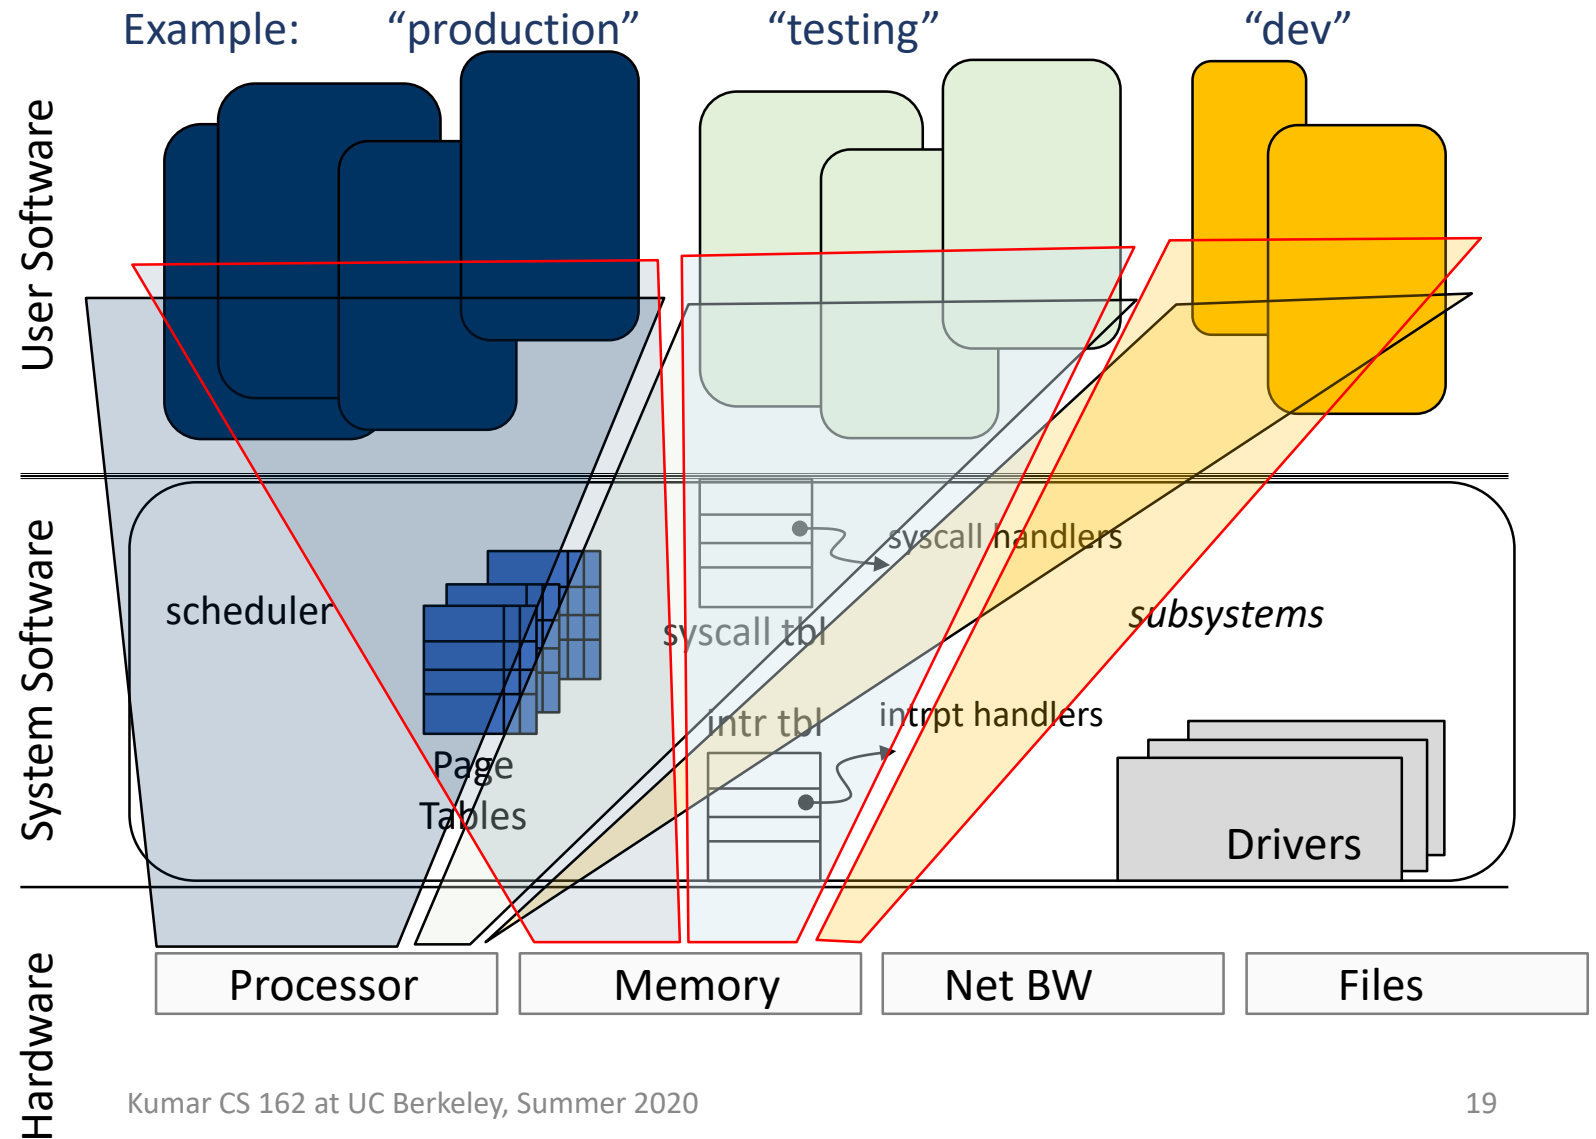 Example: “production” “testing” “dev”
User Software
System Software
syscall handlers
scheduler
subsystems
syscall tbl
intr tbl
intrpt handlers
Page
Tables
Drivers
Hardware
Processor Memory Net BW Files
Kumar CS 162 at UC Berkeley, Summer 2020
19